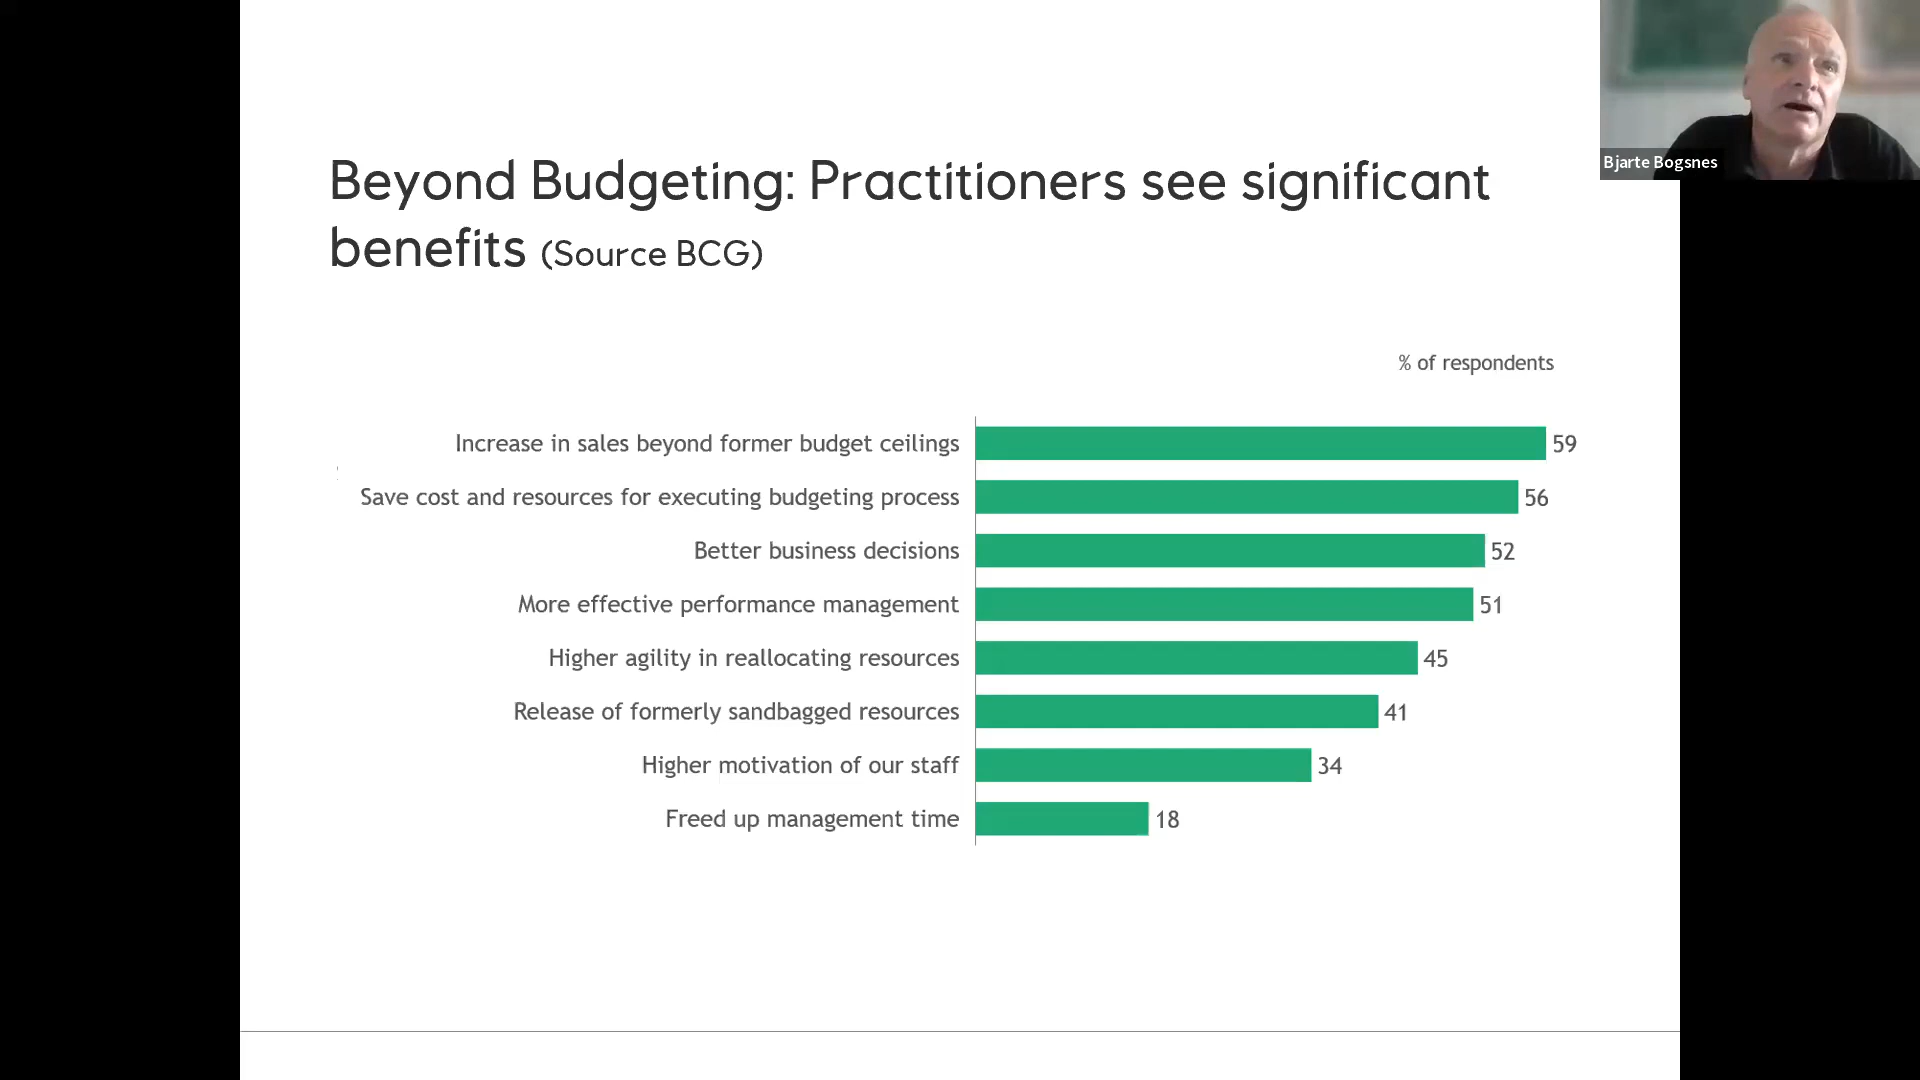 Beyond Budgeting: Practitioners see significant
benefits (Source BCG)
% of respondents
Increase in sales beyond former budget ceilings 59
Save cost and resources for executing budgeting process 56
Better business decisions 52
More effective performance management 51
Higher agility in reallocating resources 45
Release of formerly sandbagged resources 41
Higher motivation of our staff 34
Freed up management time 18
Bjarte Bogsnes